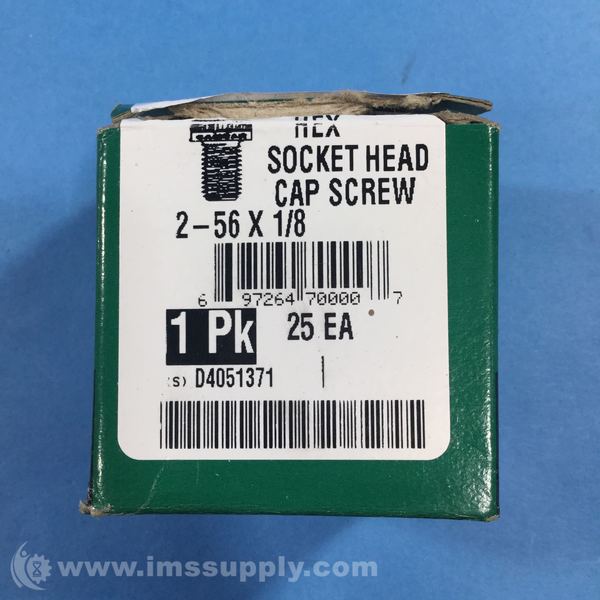 HEX
SOCKET HEAD
CAP SCREW
2-56 X 1/8
6 97264 70000 7
1 Pk 25 EA
(S) D4051371
www.imssupply.com